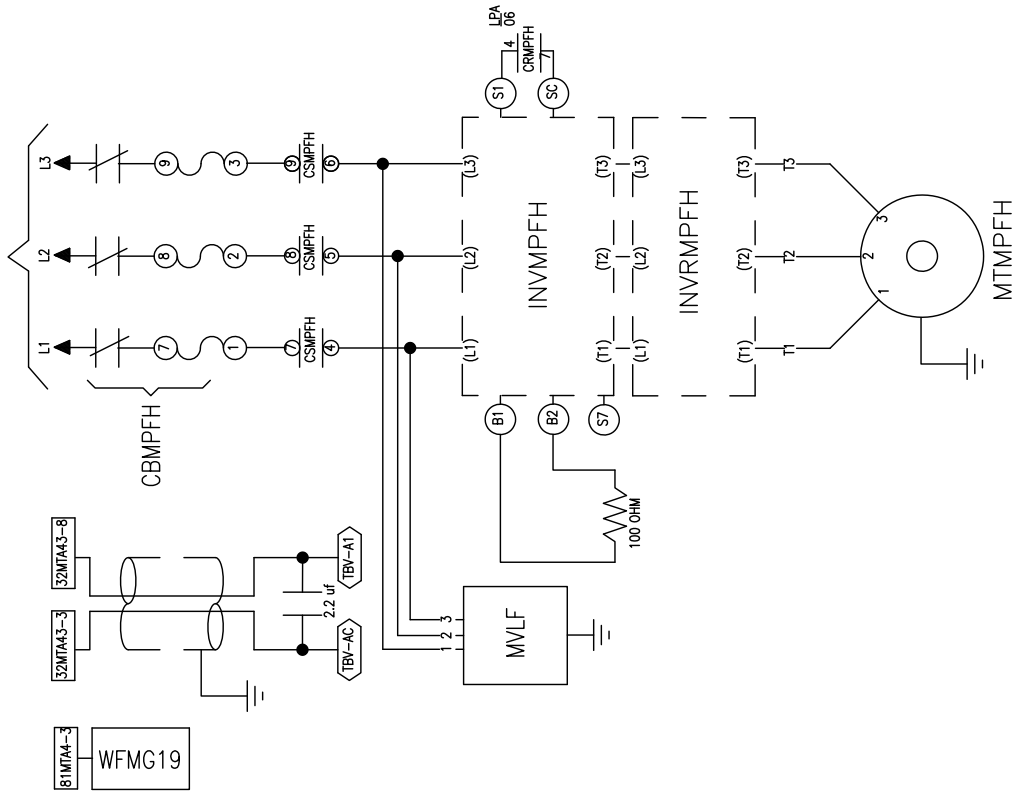 L1
L2
L3
CBMPFH
7
8
9
1
2
3
7
8
9
CSMPFH
CSMPFH
CSMPFH
4
5
6
LPA
06
4
CRMPFH
7
S1
SC
(L1)
(L2)
(L3)
INVMPFH
(T1)
(T2)
(T3)
B1
B2
S7
100 OHM
(L1)
(L2)
(L3)
INVRMPFH
(T1)
(T2)
(T3)
T1
T2
T3
1
2
3
MTMPFH
81MTA4-3
WFMG19
32MTA43-3
32MTA43-8
2.2 uf
TBV-AC
TBV-A1
1
2
3
MVLF